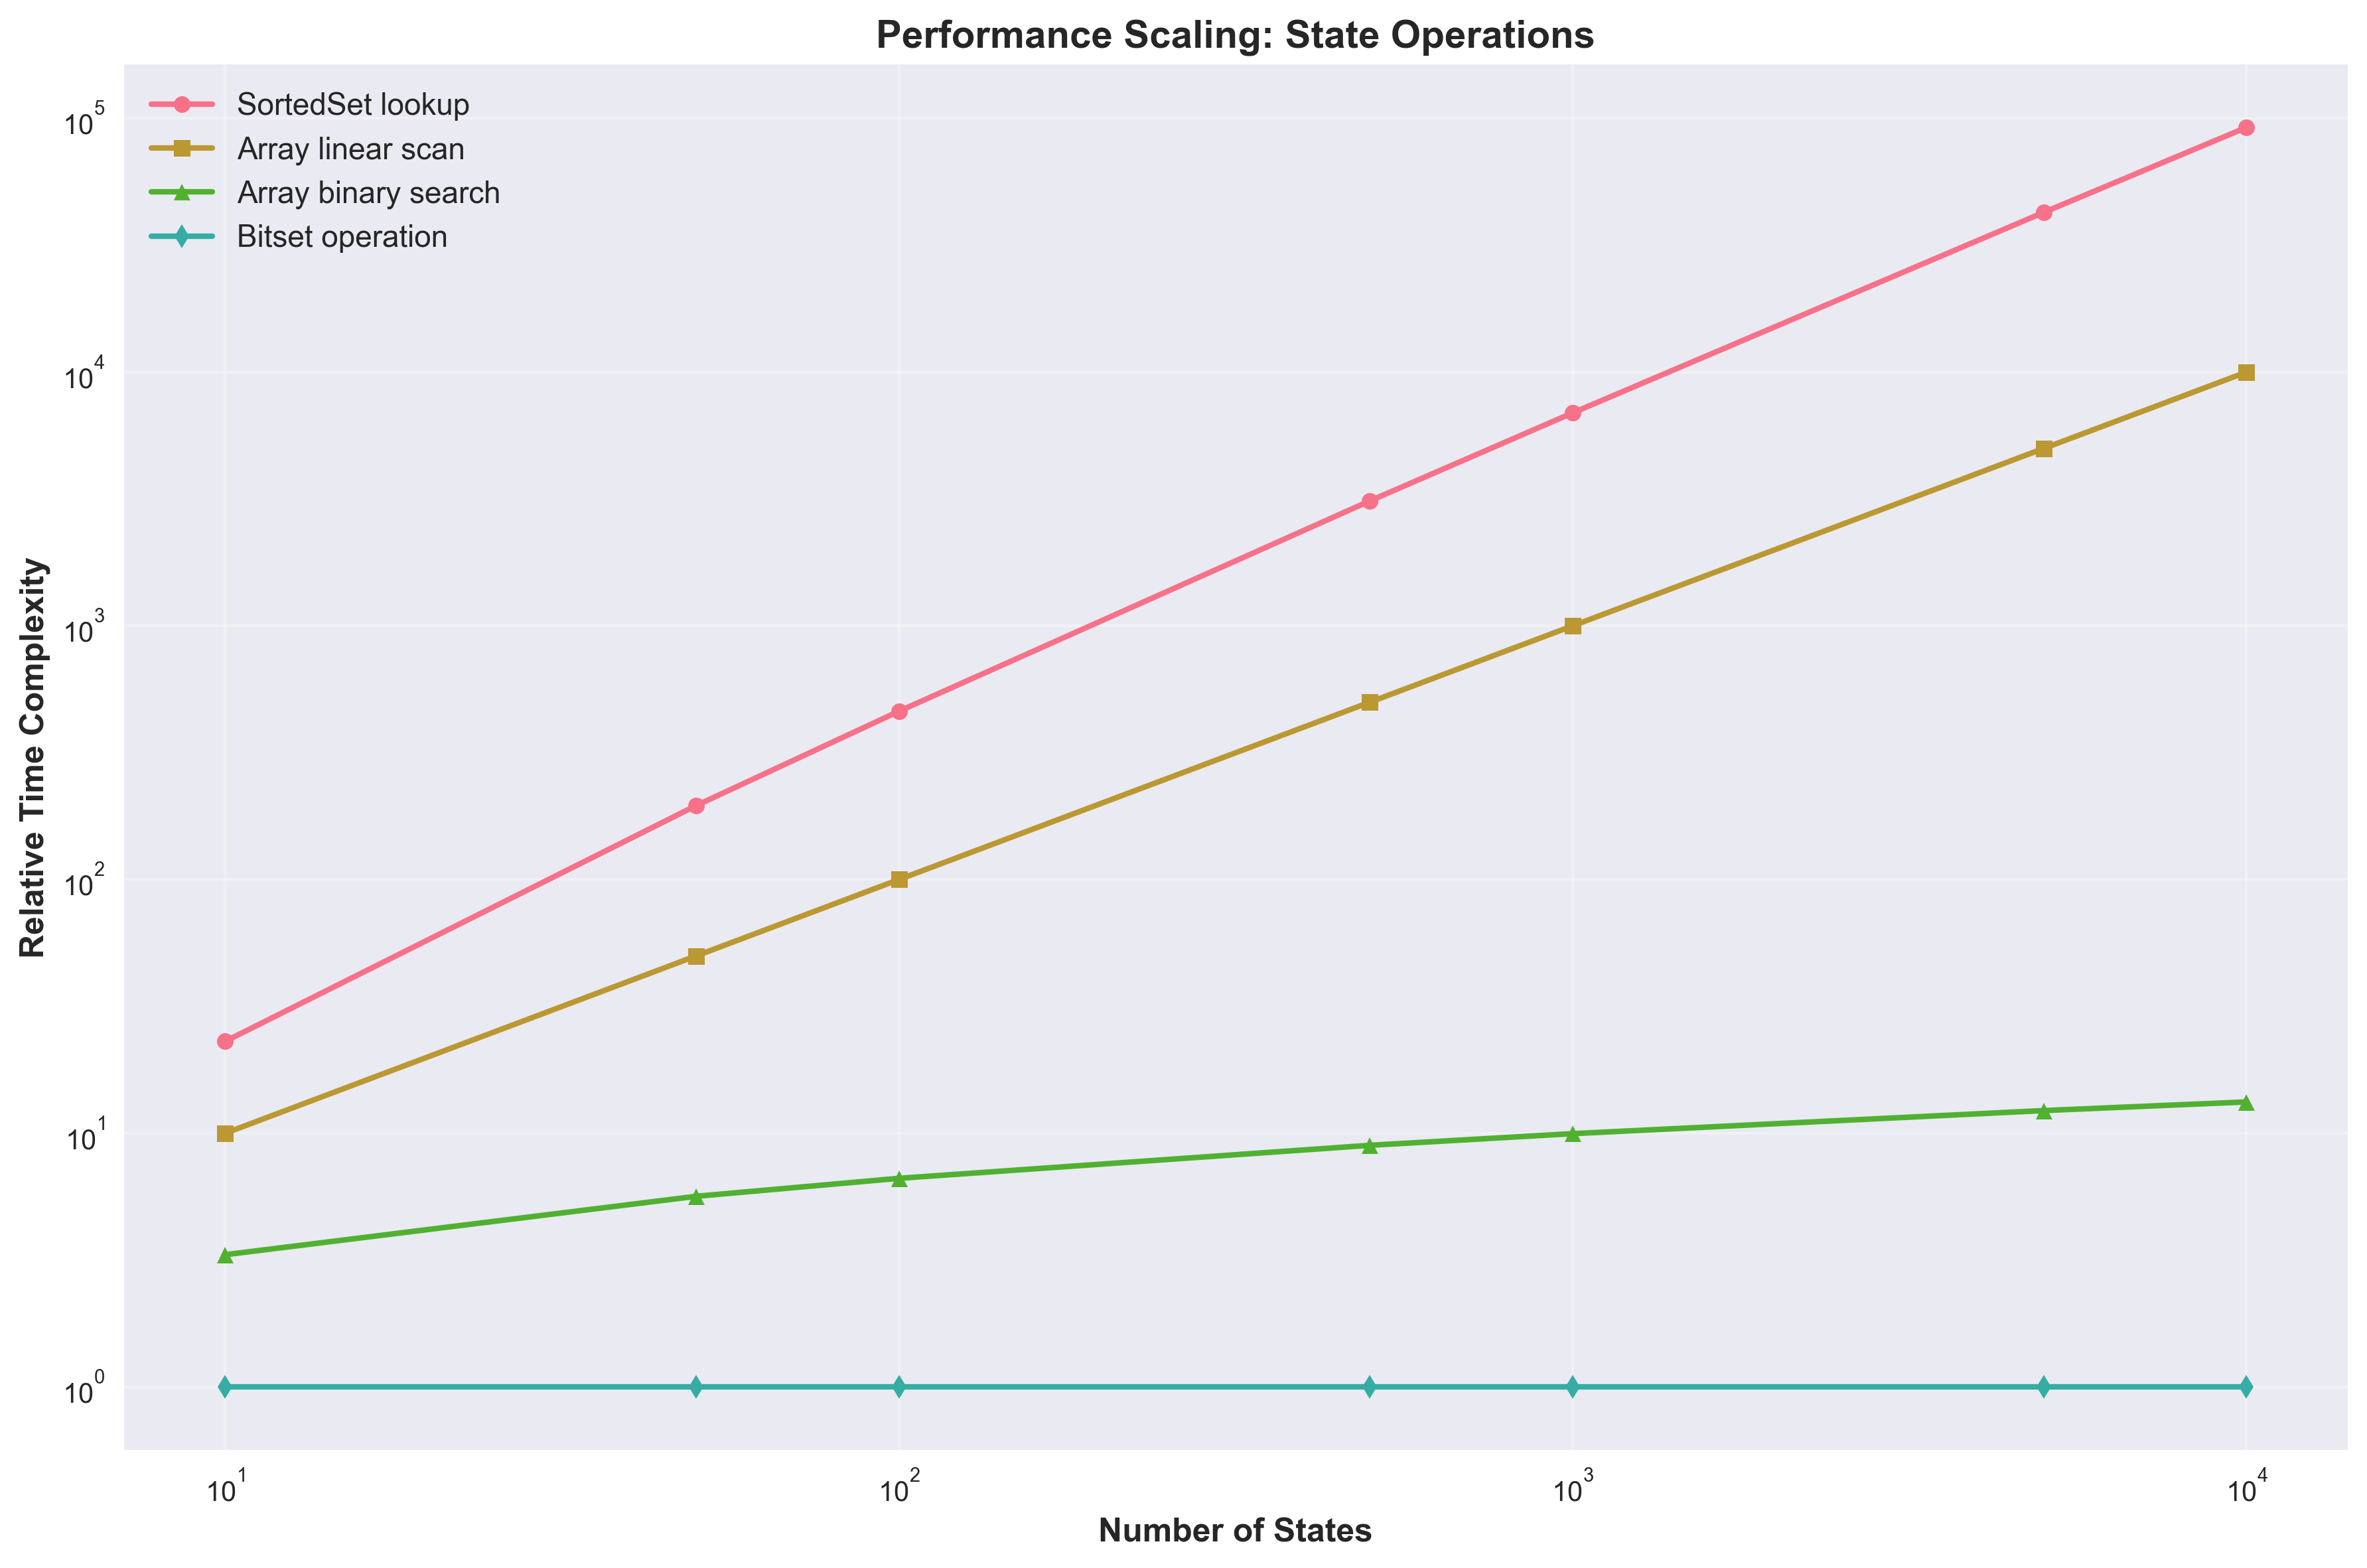 Performance Scaling: State Operations
SortedSet lookup
Array linear scan
Array binary search
Bitset operation
Relative Time Complexity
10^5
10^4
10^3
10^2
10^1
10^0
10^1 10^2 10^3 10^4
Number of States